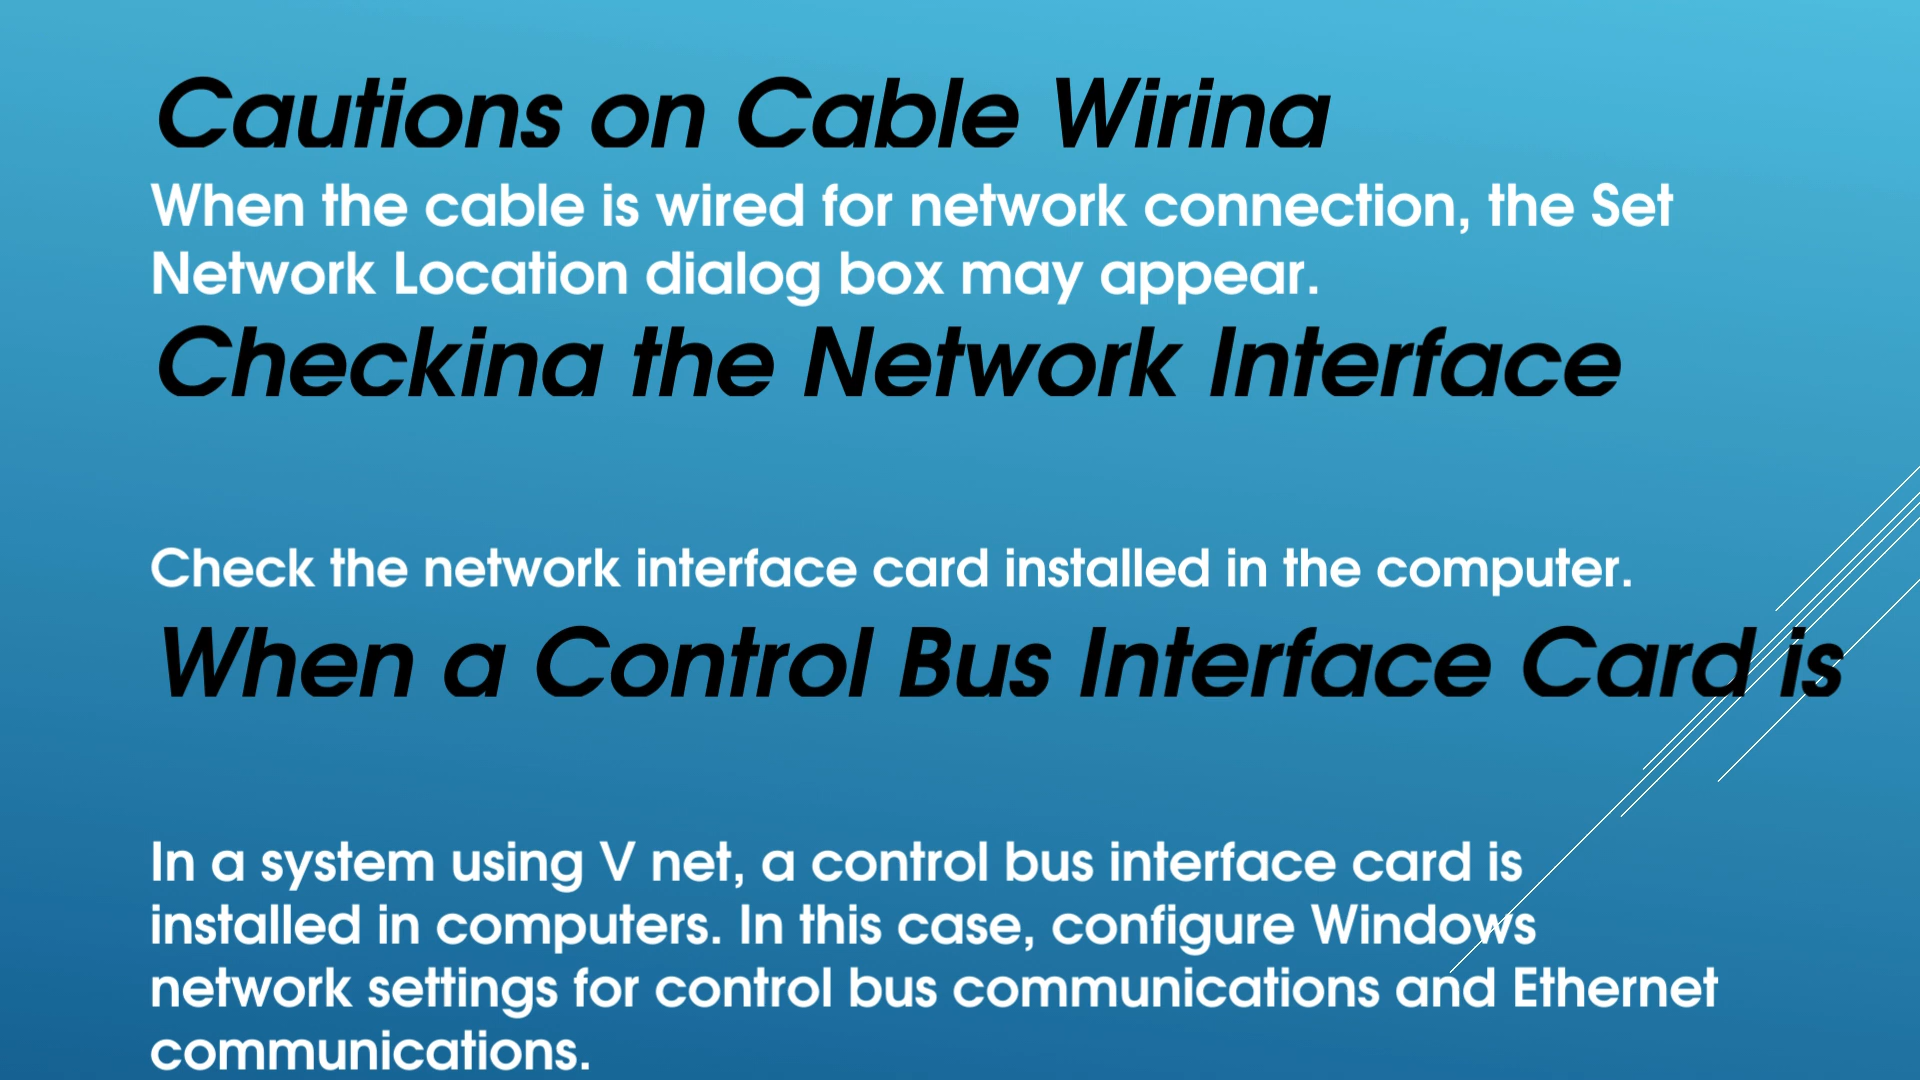 Cautions on Cable Wiring
When the cable is wired for network connection, the Set
Network Location dialog box may appear.
Checking the Network Interface
Check the network interface card installed in the computer.
When a Control Bus Interface Card is
In a system using V net, a control bus interface card is
installed in computers. In this case, configure Windows
network settings for control bus communications and Ethernet
communications.